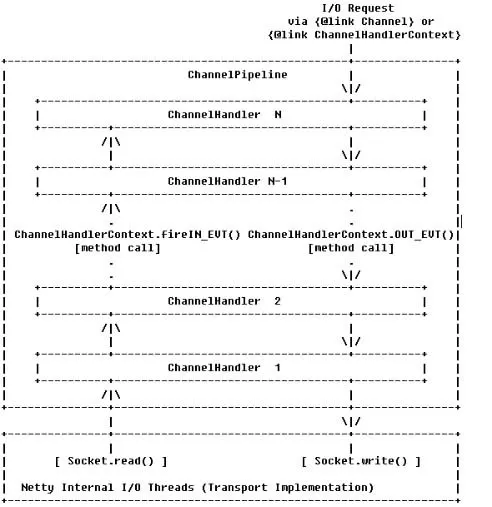 I/O Request
via {@link Channel} or
{@link ChannelHandlerContext}
ChannelPipeline
ChannelHandler N
ChannelHandler N-1
ChannelHandlerContext.fireIN_EVT() ChannelHandlerContext.OUT_EVT()
[method call] [method call]
ChannelHandler 2
ChannelHandler 1
[ Socket.read() ] [ Socket.write() ]
Netty Internal I/O Threads (Transport Implementation)